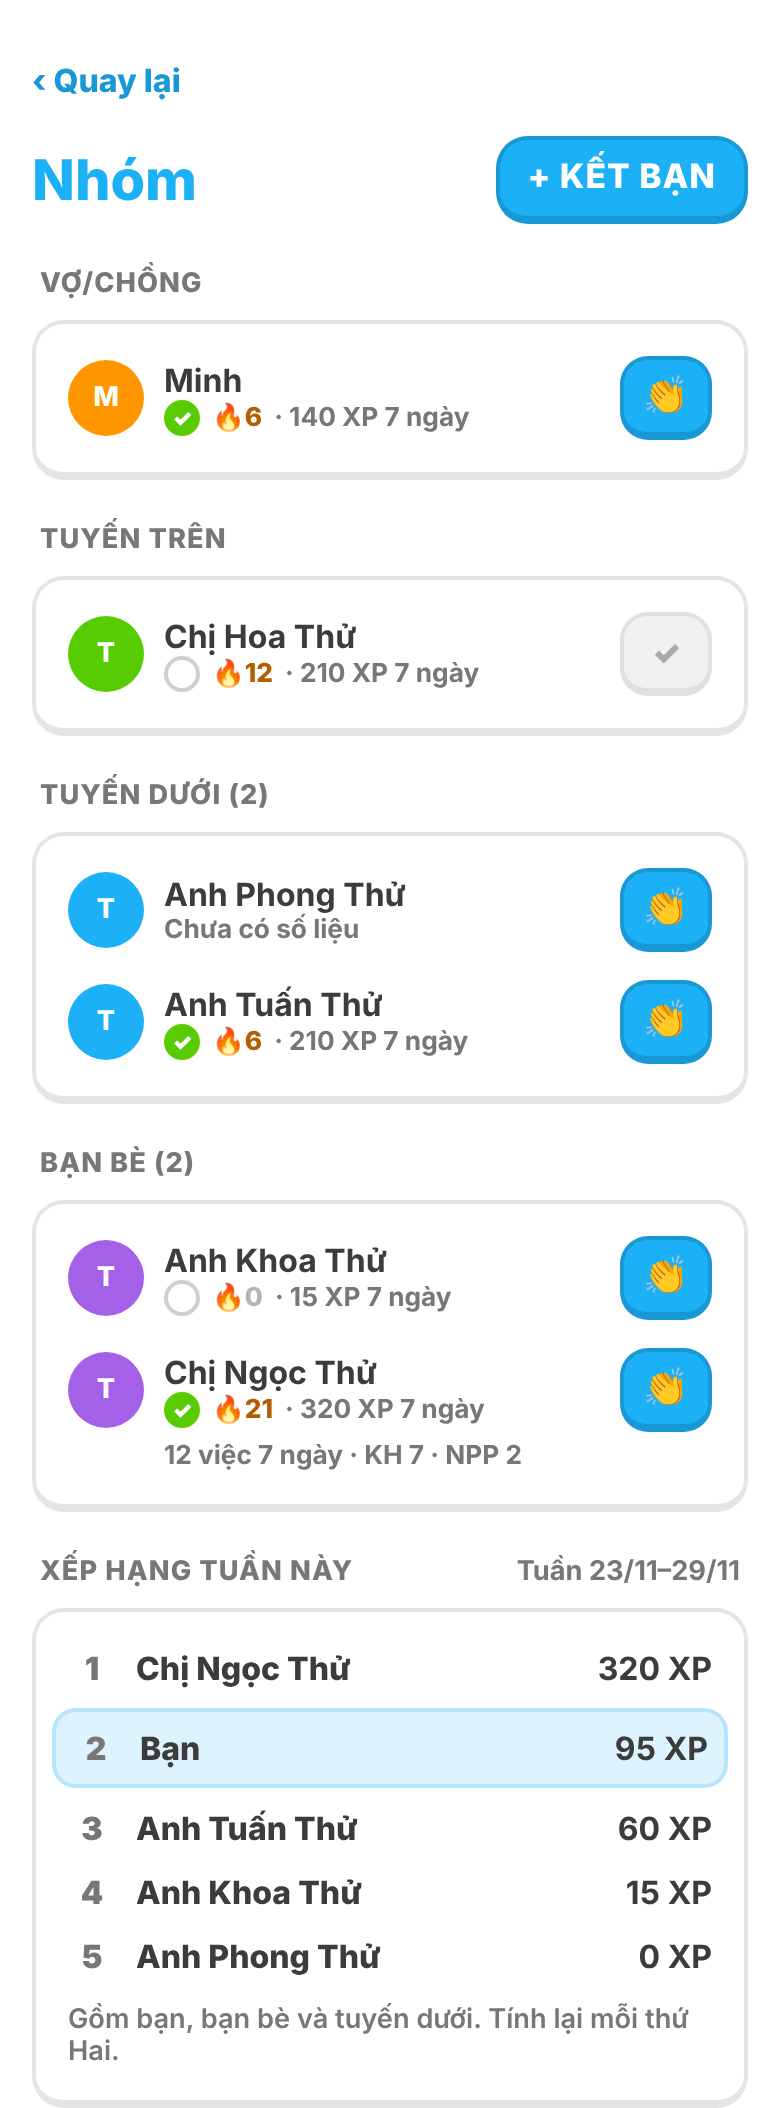 ‹ Quay lại
Nhóm
+ KẾT BẠN
VỢ/CHỒNG
M
Minh
🔥6 · 140 XP 7 ngày
👏
TUYẾN TRÊN
T
Chị Hoa Thử
🔥12 · 210 XP 7 ngày
✓
TUYẾN DƯỚI (2)
T
Anh Phong Thử
Chưa có số liệu
👏
T
Anh Tuấn Thử
🔥6 · 210 XP 7 ngày
👏
BẠN BÈ (2)
T
Anh Khoa Thử
🔥0 · 15 XP 7 ngày
👏
T
Chị Ngọc Thử
🔥21 · 320 XP 7 ngày
👏
12 việc 7 ngày · KH 7 · NPP 2
XẾP HẠNG TUẦN NÀY
Tuần 23/11–29/11
1 Chị Ngọc Thử 320 XP
2 Bạn 95 XP
3 Anh Tuấn Thử 60 XP
4 Anh Khoa Thử 15 XP
5 Anh Phong Thử 0 XP
Gồm bạn, bạn bè và tuyến dưới. Tính lại mỗi thứ
Hai.